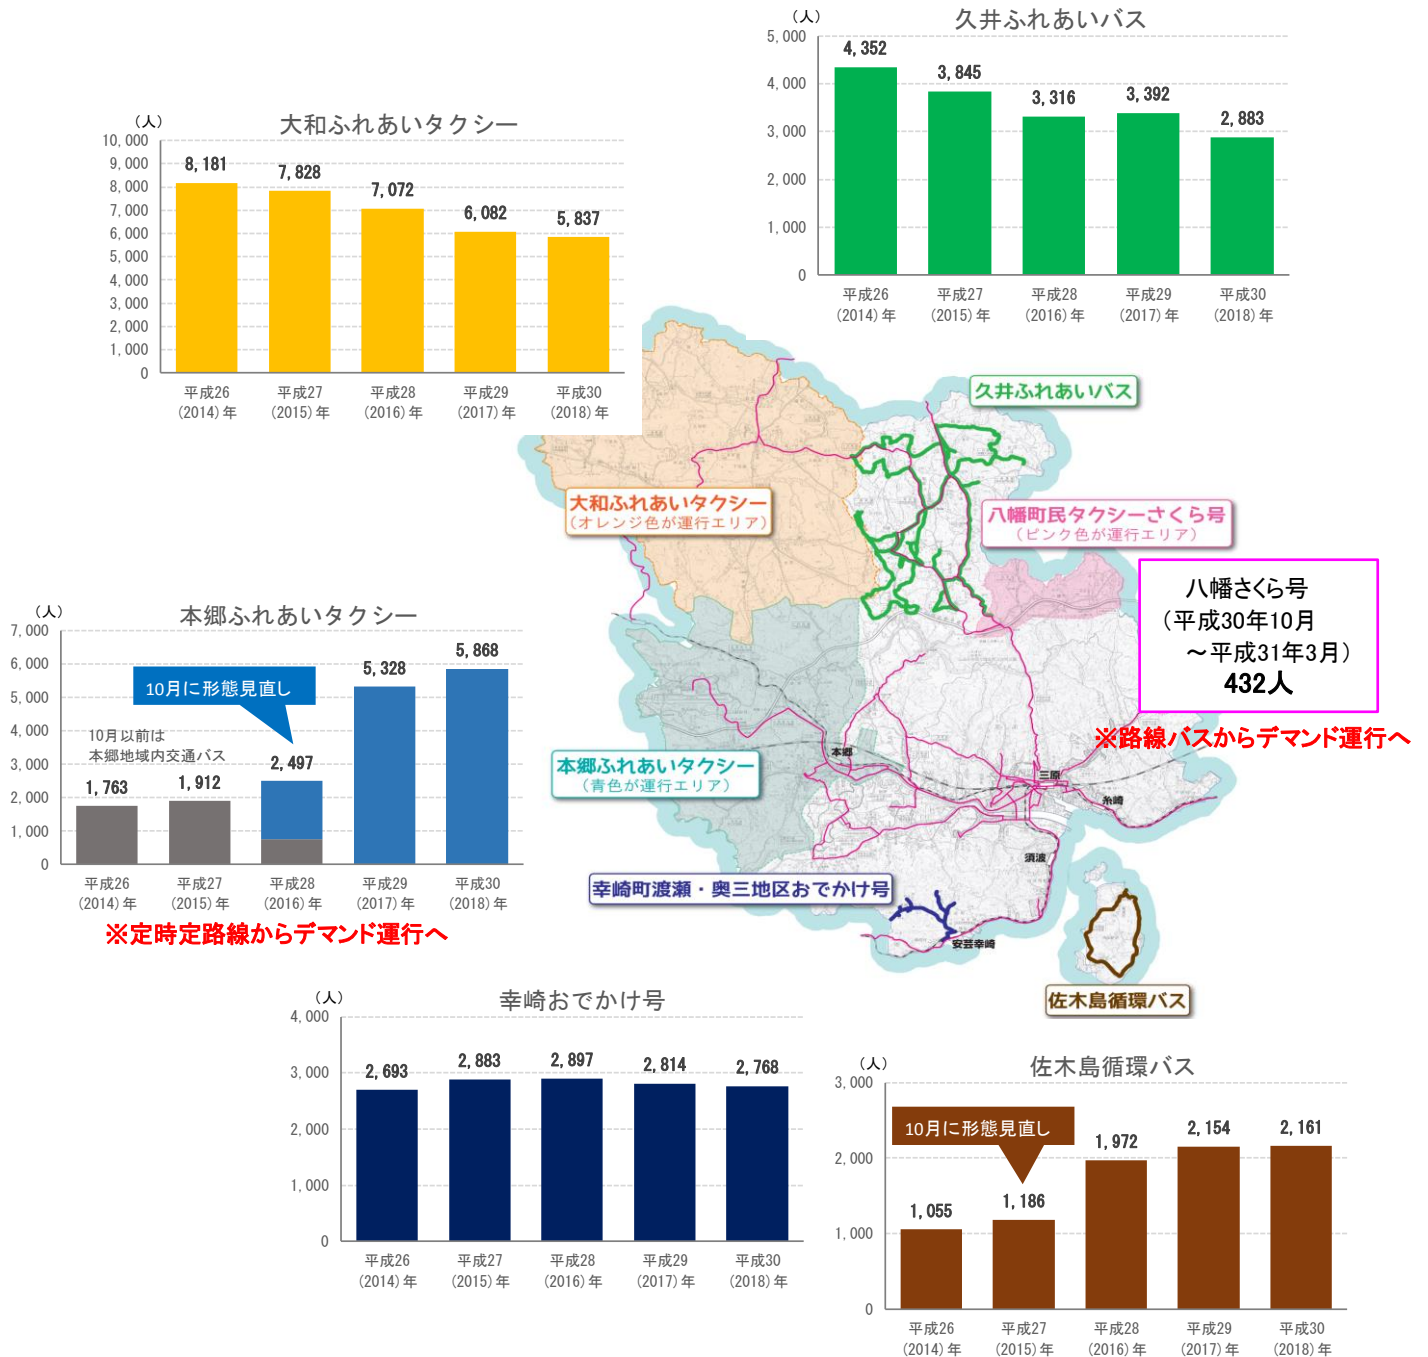 久井ふれあいバス
(人)
5,000
4,000
3,000
2,000
1,000
0
4,352
3,845
3,316
3,392
2,883
平成26 平成27 平成28 平成29 平成30
(2014)年 (2015)年 (2016)年 (2017)年 (2018)年
大和ふれあいタクシー
(人)
10,000
9,000
8,000
7,000
6,000
5,000
4,000
3,000
2,000
1,000
0
8,181
7,828
7,072
6,082
5,837
平成26 平成27 平成28 平成29 平成30
(2014)年 (2015)年 (2016)年 (2017)年 (2018)年
久井ふれあいバス
大和ふれあいタクシー
(オレンジ色が運行エリア)
八幡町民タクシーさくら号
(ピンク色が運行エリア)
八幡さくら号
(平成30年10月
～平成31年3月)
432人
※路線バスからデマンド運行へ
本郷ふれあいタクシー
(人)
7,000
6,000
5,000
4,000
3,000
2,000
1,000
0
10月に形態見直し
10月以前は
本郷地域内交通バス
1,763
1,912
2,497
5,328
5,868
平成26 平成27 平成28 平成29 平成30
(2014)年 (2015)年 (2016)年 (2017)年 (2018)年
※定時定路線からデマンド運行へ
本郷ふれあいタクシー
(青色が運行エリア)
本郷
三原
糸崎
須波
安芸幸崎
幸崎町渡瀬・奥三地区おでかけ号
佐木島循環バス
幸崎おでかけ号
(人)
4,000
3,000
2,000
1,000
0
2,693
2,883
2,897
2,814
2,768
平成26 平成27 平成28 平成29 平成30
(2014)年 (2015)年 (2016)年 (2017)年 (2018)年
佐木島循環バス
(人)
3,000
2,000
1,000
0
10月に形態見直し
1,055
1,186
1,972
2,154
2,161
平成26 平成27 平成28 平成29 平成30
(2014)年 (2015)年 (2016)年 (2017)年 (2018)年